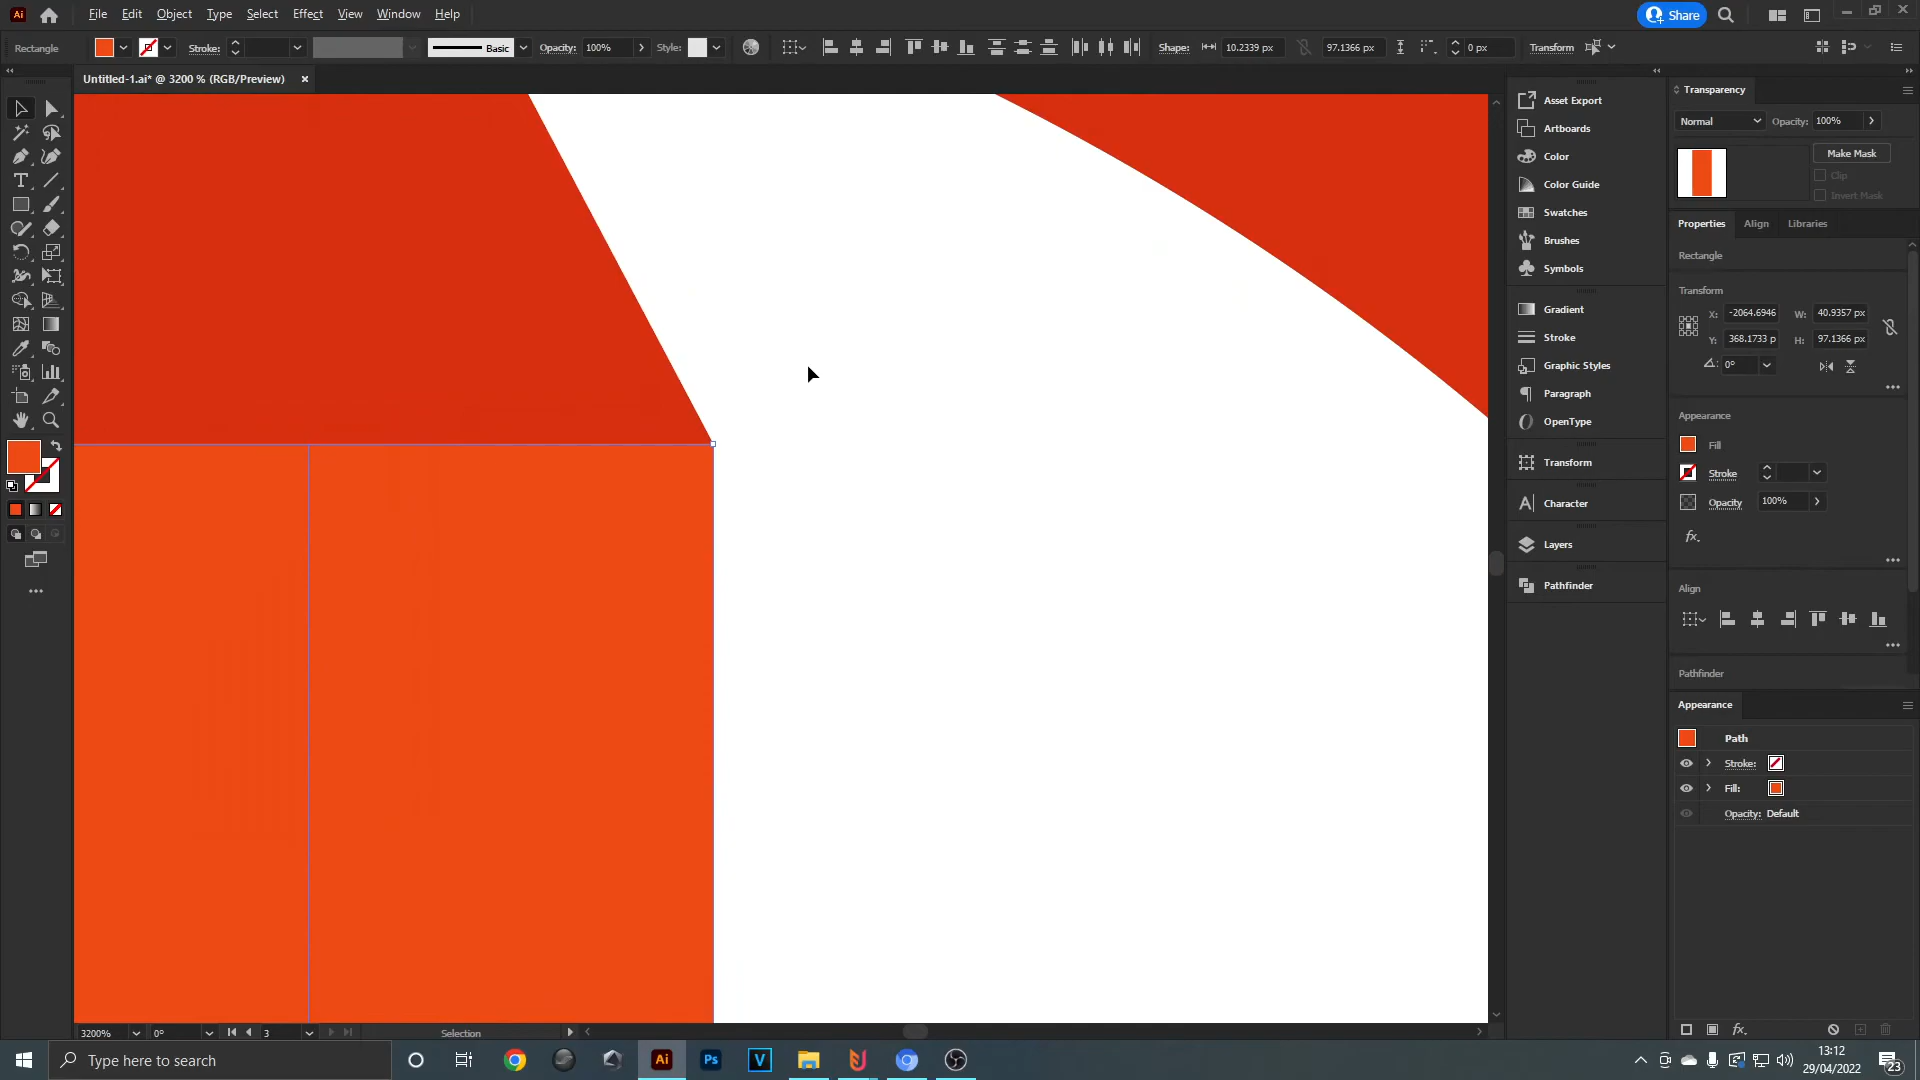 Ai File Edit Object Type Select Effect View Window Help Share
Rectangle Stroke: Basic Opacity: 100% Style: Shape: 10.2339 px 97.1366 px 0 px Transform
Untitled-1.ai* @ 3200 % (RGB/Preview) ×
Asset Export
Artboards
Color
Color Guide
Swatches
Brushes
Symbols
Gradient
Stroke
Graphic Styles
Paragraph
OpenType
Transform
Character
Layers
Pathfinder
Transparency
Normal Opacity: 100%
Make Mask
Clip
Invert Mask
Properties Align Libraries
Rectangle
Transform
X: -2064.6946 W: 40.9357 px
Y: 368.1733 p H: 97.1366 px
0°
Appearance
Fill
Stroke
Opacity 100%
fx.
Align
Pathfinder
Appearance
Path
Stroke:
Fill:
Opacity: Default
fx.
3200% 0° 3 Selection
Type here to search
Ai Ps V
13:12
29/04/2022
23